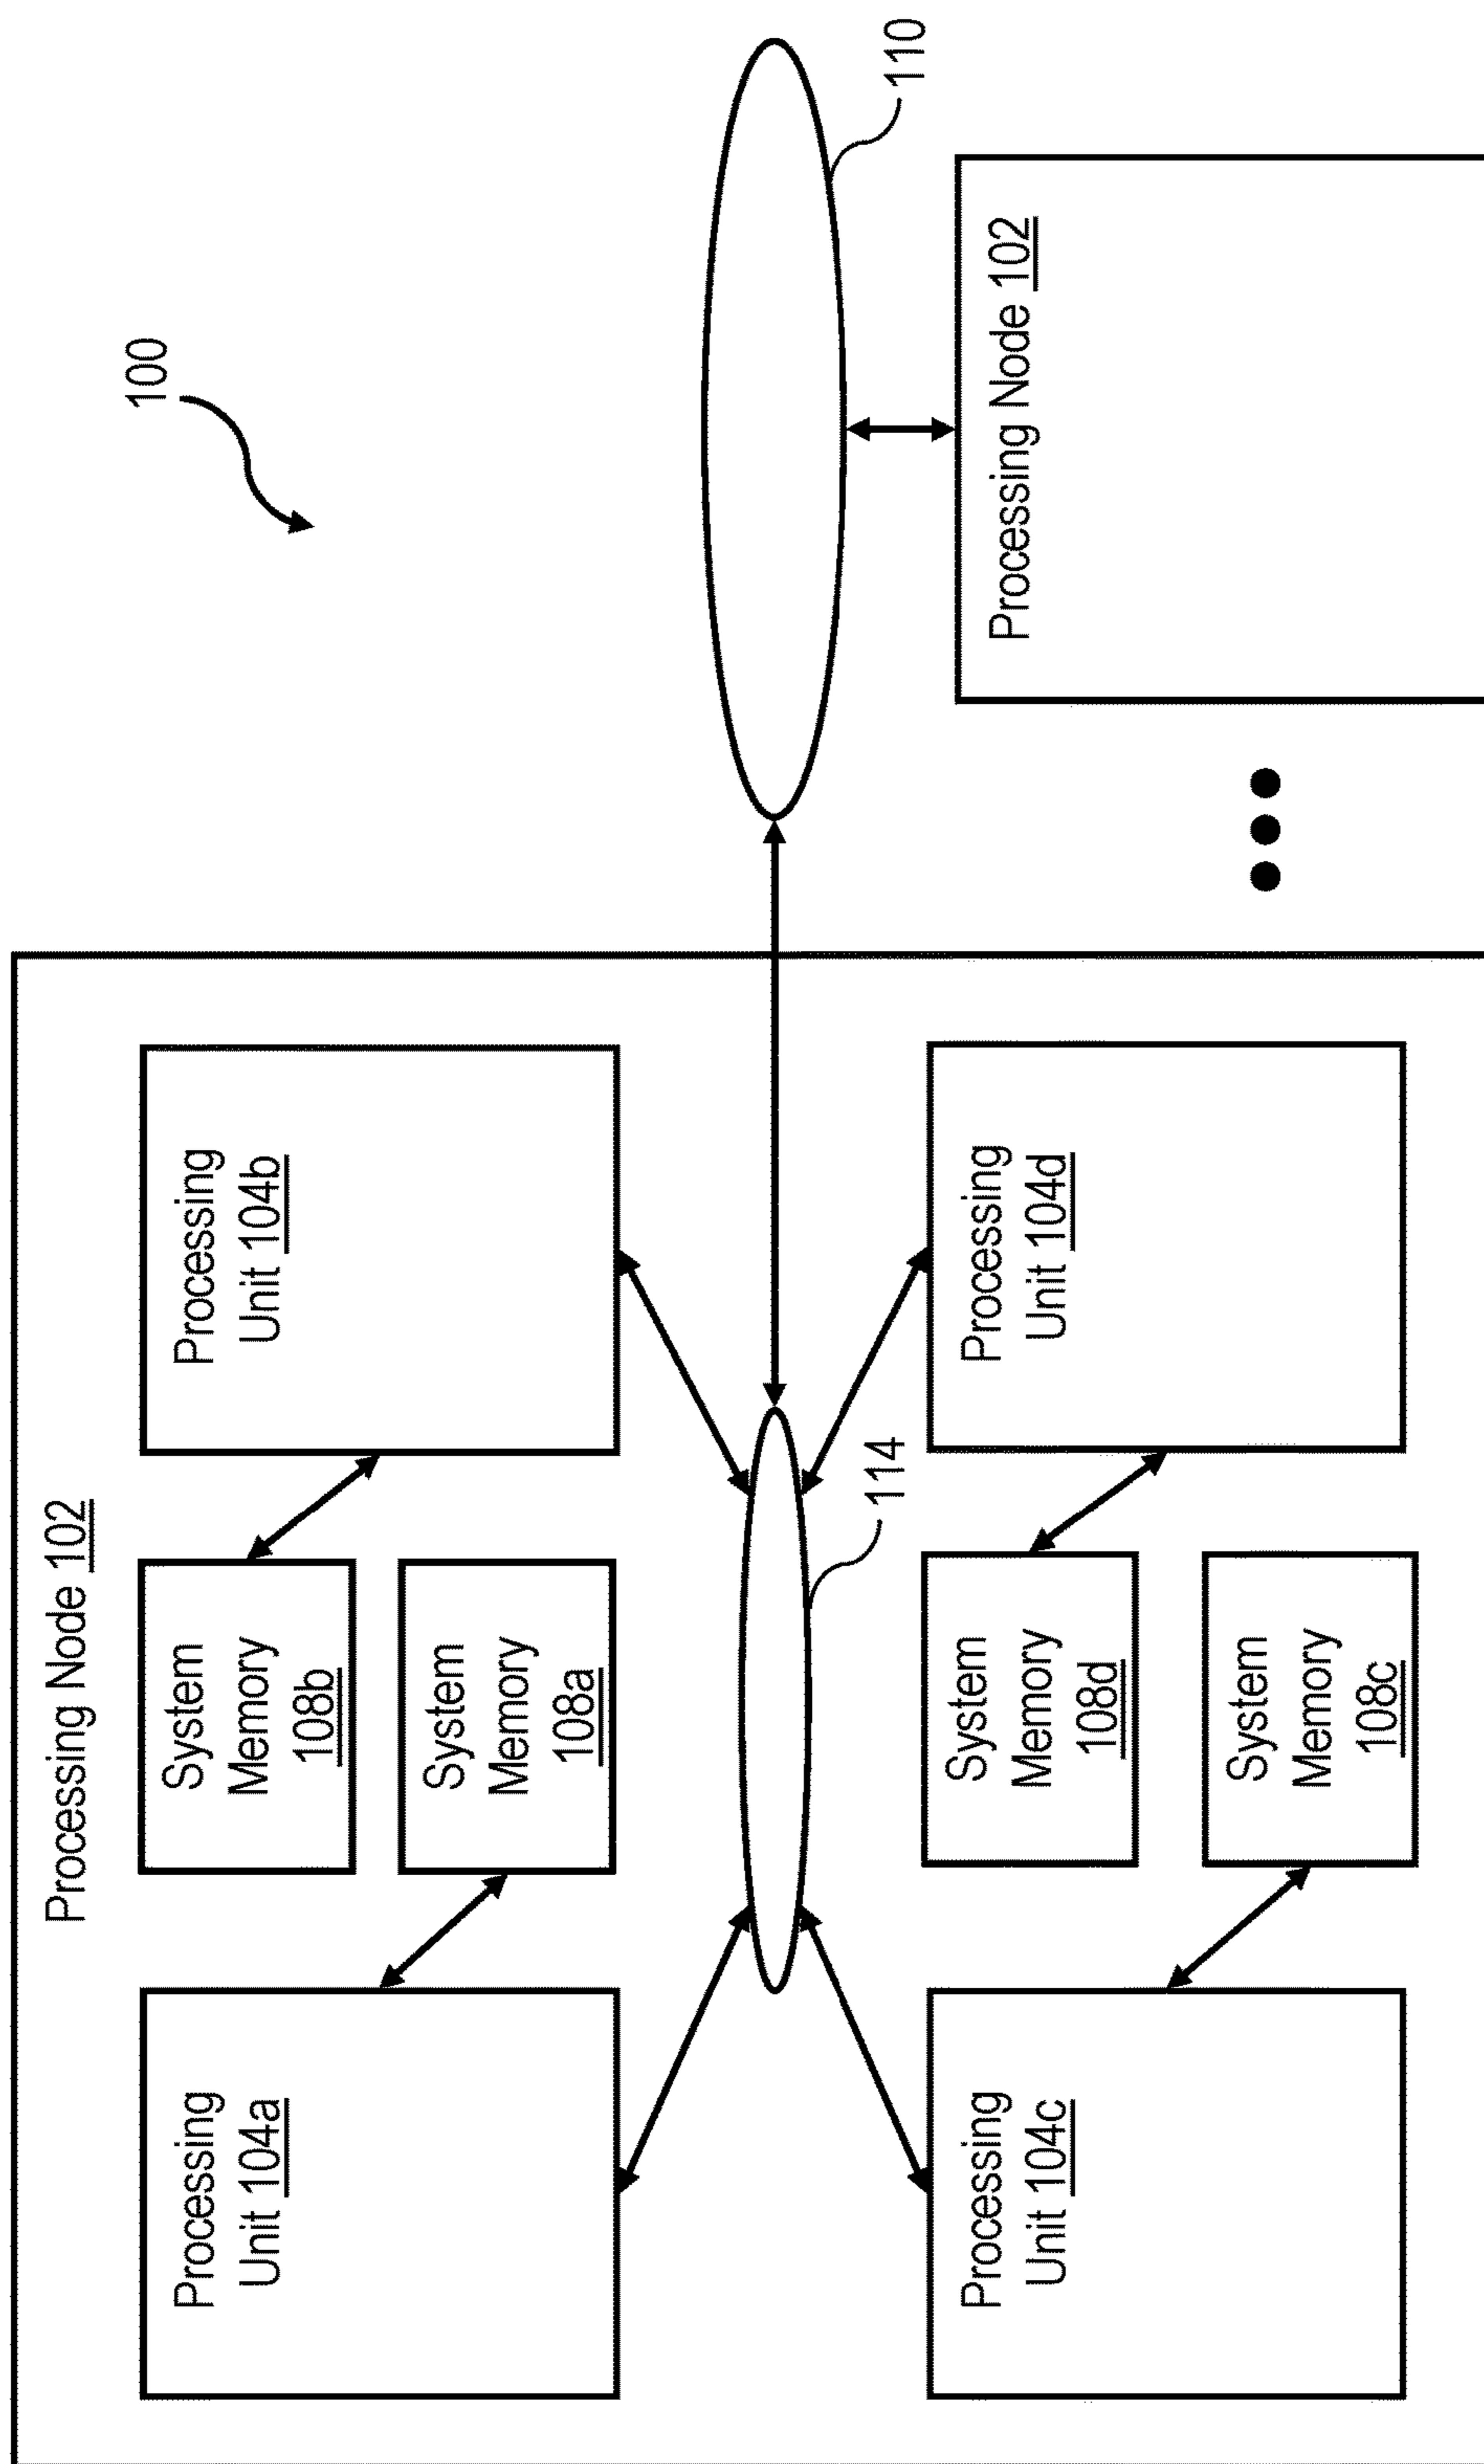 100
Processing Node 102
Processing
Unit 104a
System
Memory
108b
System
Memory
108a
Processing
Unit 104b
114
110
Processing
Unit 104c
System
Memory
108d
System
Memory
108c
Processing
Unit 104d
Processing Node 102